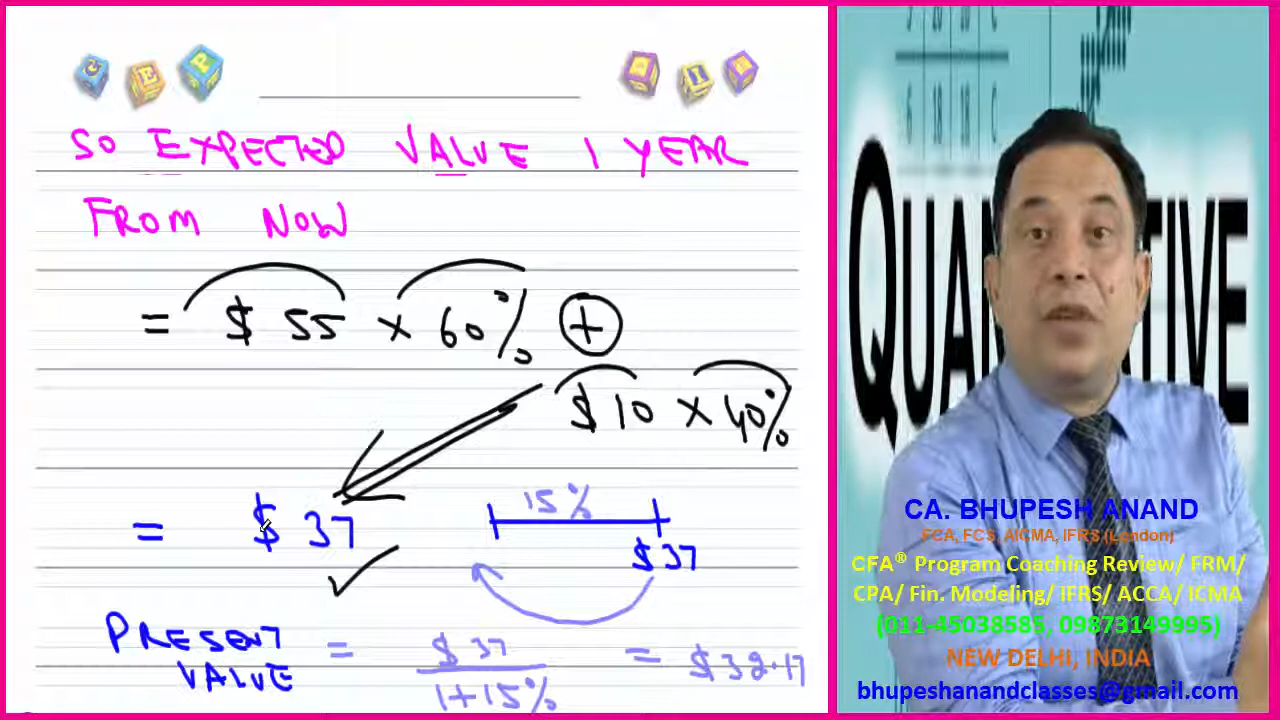 SO EXPECTED VALUE 1 YEAR
FROM NOW
= $ 55 × 60% +
$ 10 × 40%
= $ 37
15%
$37
PRESENT VALUE = $ 37 / 1+15% = $32.17
QUANTITATIVE
CA. BHUPESH ANAND
FCA, FCS, AICMA, IFRS (London)
CFA® Program Coaching Review/ FRM/
CPA/ Fin. Modeling/ IFRS/ ACCA/ ICMA
(011-45038585, 09873149995)
NEW DELHI, INDIA
bhupeshanandclasses@gmail.com